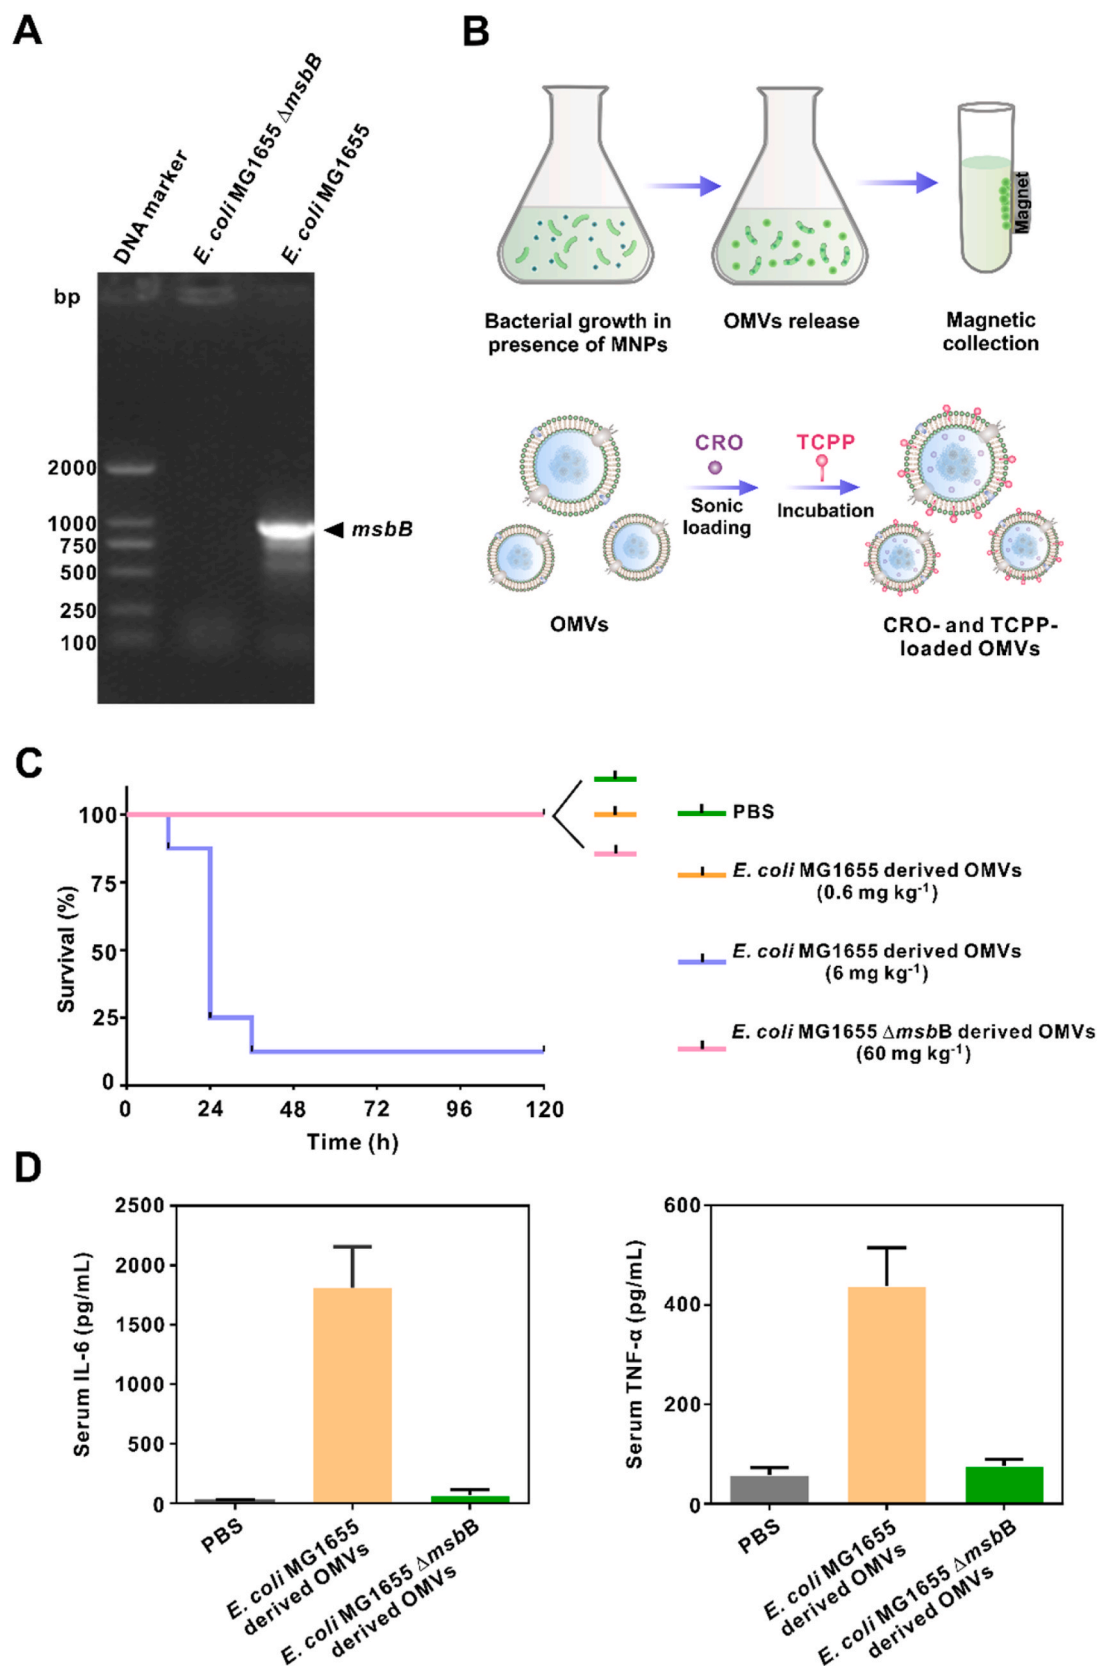 A
DNA marker
E. coli MG1655 ΔmsbB
E. coli MG1655
bp
2000
1000
750
500
250
100
msbB
B
Magnet
Bacterial growth in
presence of MNPs
OMVs release
Magnetic
collection
CRO
Sonic
loading
TCPP
Incubation
OMVs
CRO- and TCPP-
loaded OMVs
C
Survival (%)
100
75
50
25
0
0 24 48 72 96 120
Time (h)
PBS
E. coli MG1655 derived OMVs
(0.6 mg kg⁻¹)
E. coli MG1655 derived OMVs
(6 mg kg⁻¹)
E. coli MG1655 ΔmsbB derived OMVs
(60 mg kg⁻¹)
D
Serum IL-6 (pg/mL)
2500
2000
1500
1000
500
0
PBS
E. coli MG1655
derived OMVs
E. coli MG1655 ΔmsbB
derived OMVs
Serum TNF-α (pg/mL)
600
400
200
0
PBS
E. coli MG1655
derived OMVs
E. coli MG1655 ΔmsbB
derived OMVs